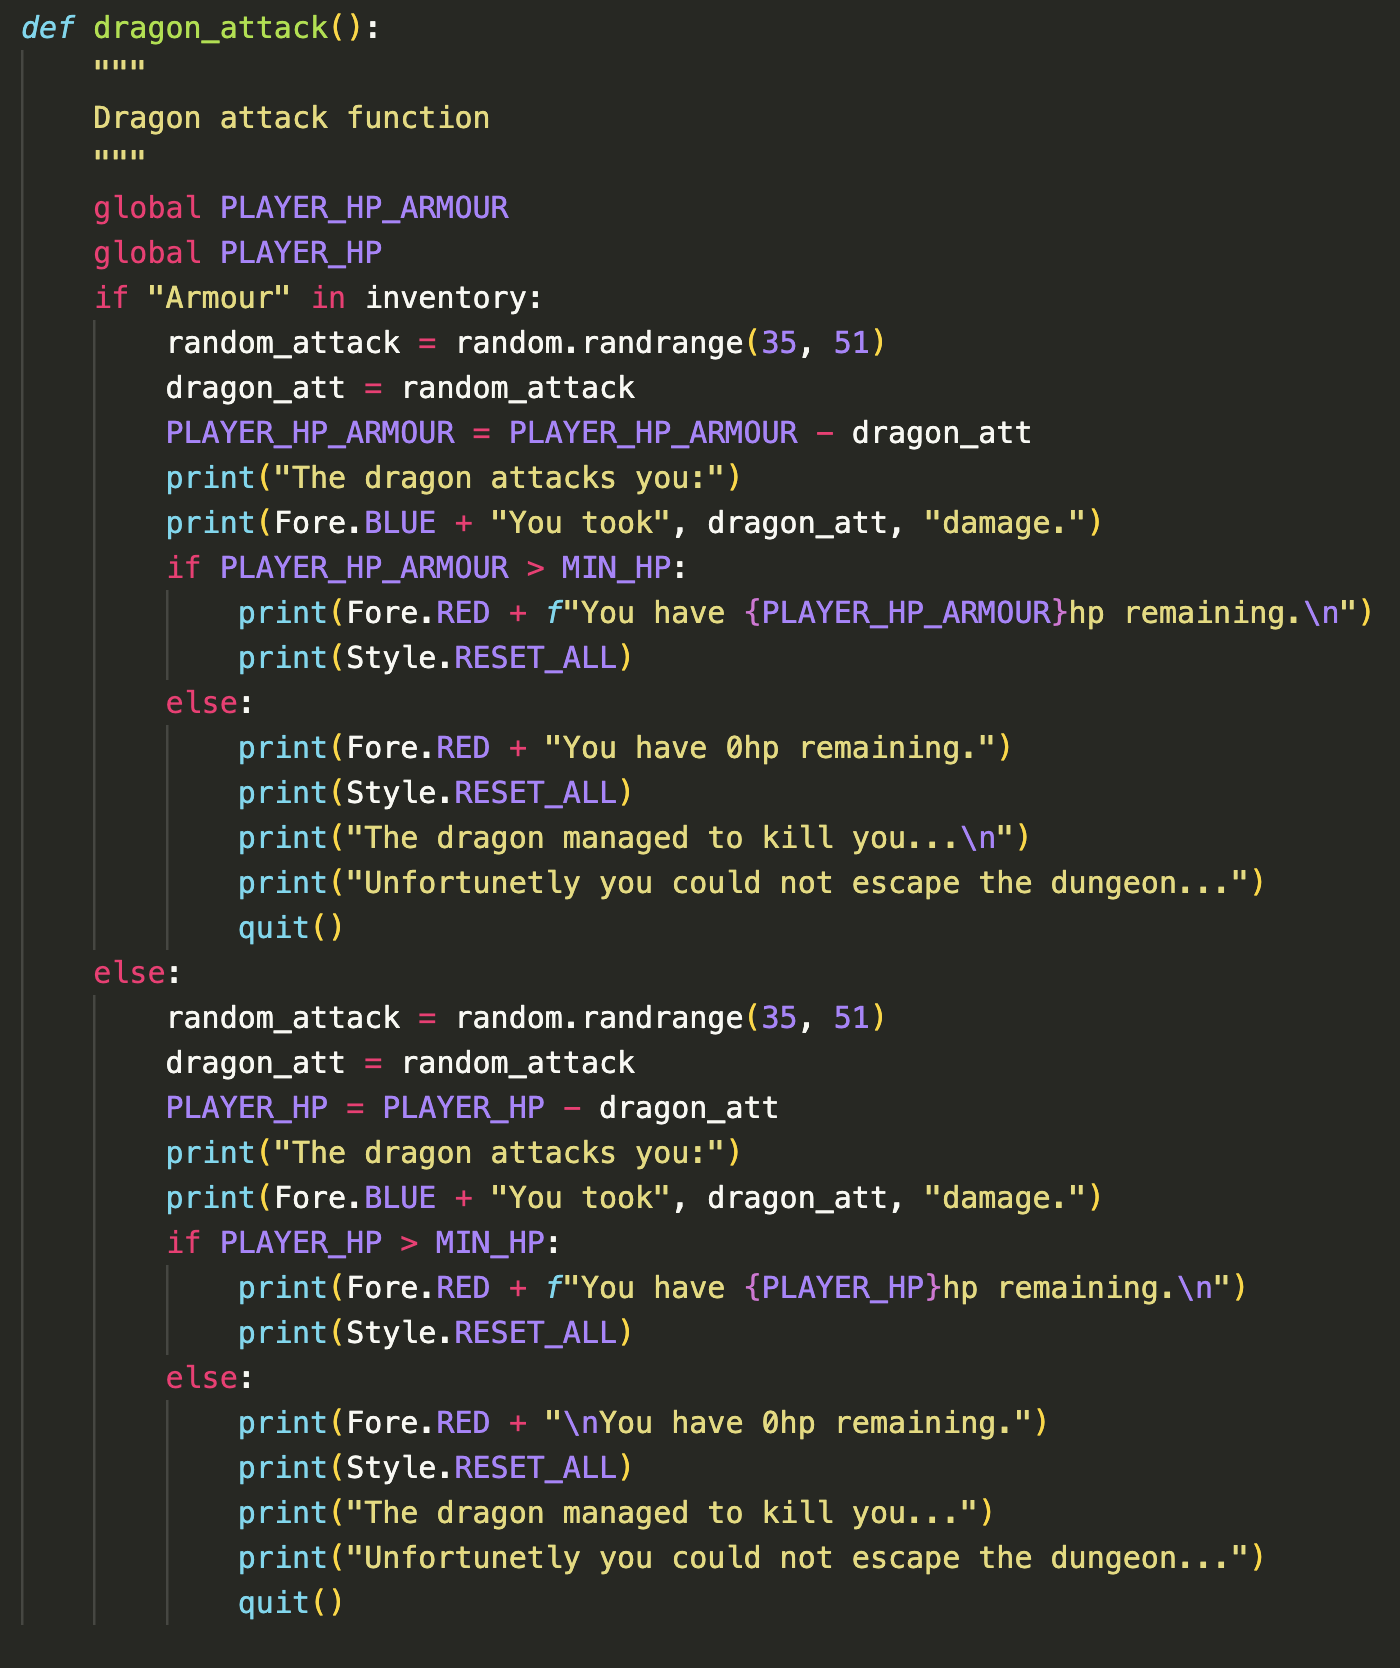 def dragon_attack():
    """
    Dragon attack function
    """
    global PLAYER_HP_ARMOUR
    global PLAYER_HP
    if "Armour" in inventory:
        random_attack = random.randrange(35, 51)
        dragon_att = random_attack
        PLAYER_HP_ARMOUR = PLAYER_HP_ARMOUR - dragon_att
        print("The dragon attacks you:")
        print(Fore.BLUE + "You took", dragon_att, "damage.")
        if PLAYER_HP_ARMOUR > MIN_HP:
            print(Fore.RED + f"You have {PLAYER_HP_ARMOUR}hp remaining.\n")
            print(Style.RESET_ALL)
        else:
            print(Fore.RED + "You have 0hp remaining.")
            print(Style.RESET_ALL)
            print("The dragon managed to kill you...\n")
            print("Unfortunetly you could not escape the dungeon...")
            quit()
    else:
        random_attack = random.randrange(35, 51)
        dragon_att = random_attack
        PLAYER_HP = PLAYER_HP - dragon_att
        print("The dragon attacks you:")
        print(Fore.BLUE + "You took", dragon_att, "damage.")
        if PLAYER_HP > MIN_HP:
            print(Fore.RED + f"You have {PLAYER_HP}hp remaining.\n")
            print(Style.RESET_ALL)
        else:
            print(Fore.RED + "\nYou have 0hp remaining.")
            print(Style.RESET_ALL)
            print("The dragon managed to kill you...")
            print("Unfortunetly you could not escape the dungeon...")
            quit()